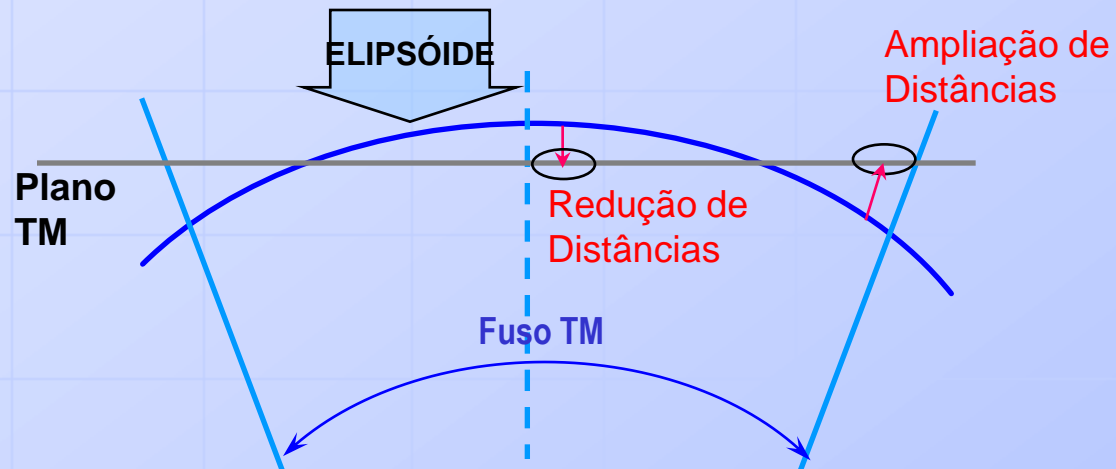 ELIPSÓIDE
Ampliação de
Distâncias
Plano
TM
Redução de
Distâncias
Fuso TM